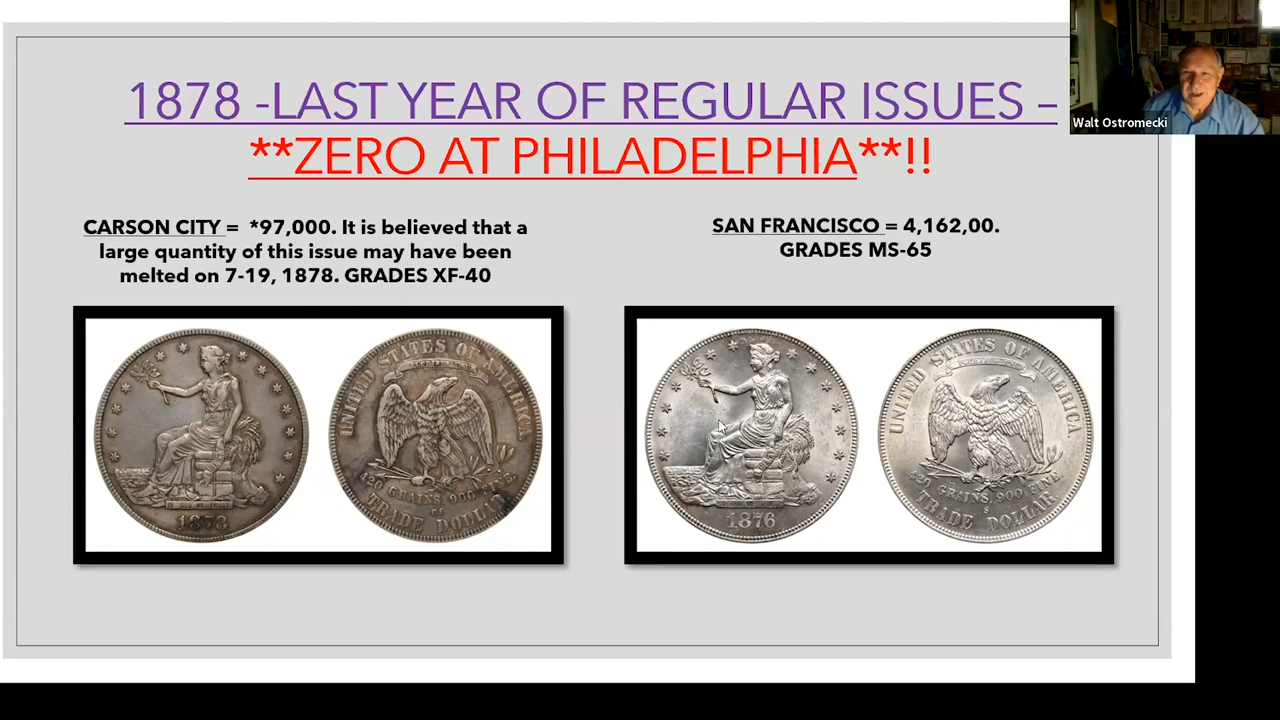 1878 -LAST YEAR OF REGULAR ISSUES –
**ZERO AT PHILADELPHIA**!!
Walt Ostromecki
CARSON CITY = *97,000. It is believed that a
large quantity of this issue may have been
melted on 7-19, 1878. GRADES XF-40
SAN FRANCISCO = 4,162,00.
GRADES MS-65
1878
UNITED STATES OF AMERICA
420 GRAINS, 900 FINE.
CC
TRADE DOLLAR
1876
UNITED STATES OF AMERICA
420 GRAINS, 900 FINE.
S
TRADE DOLLAR